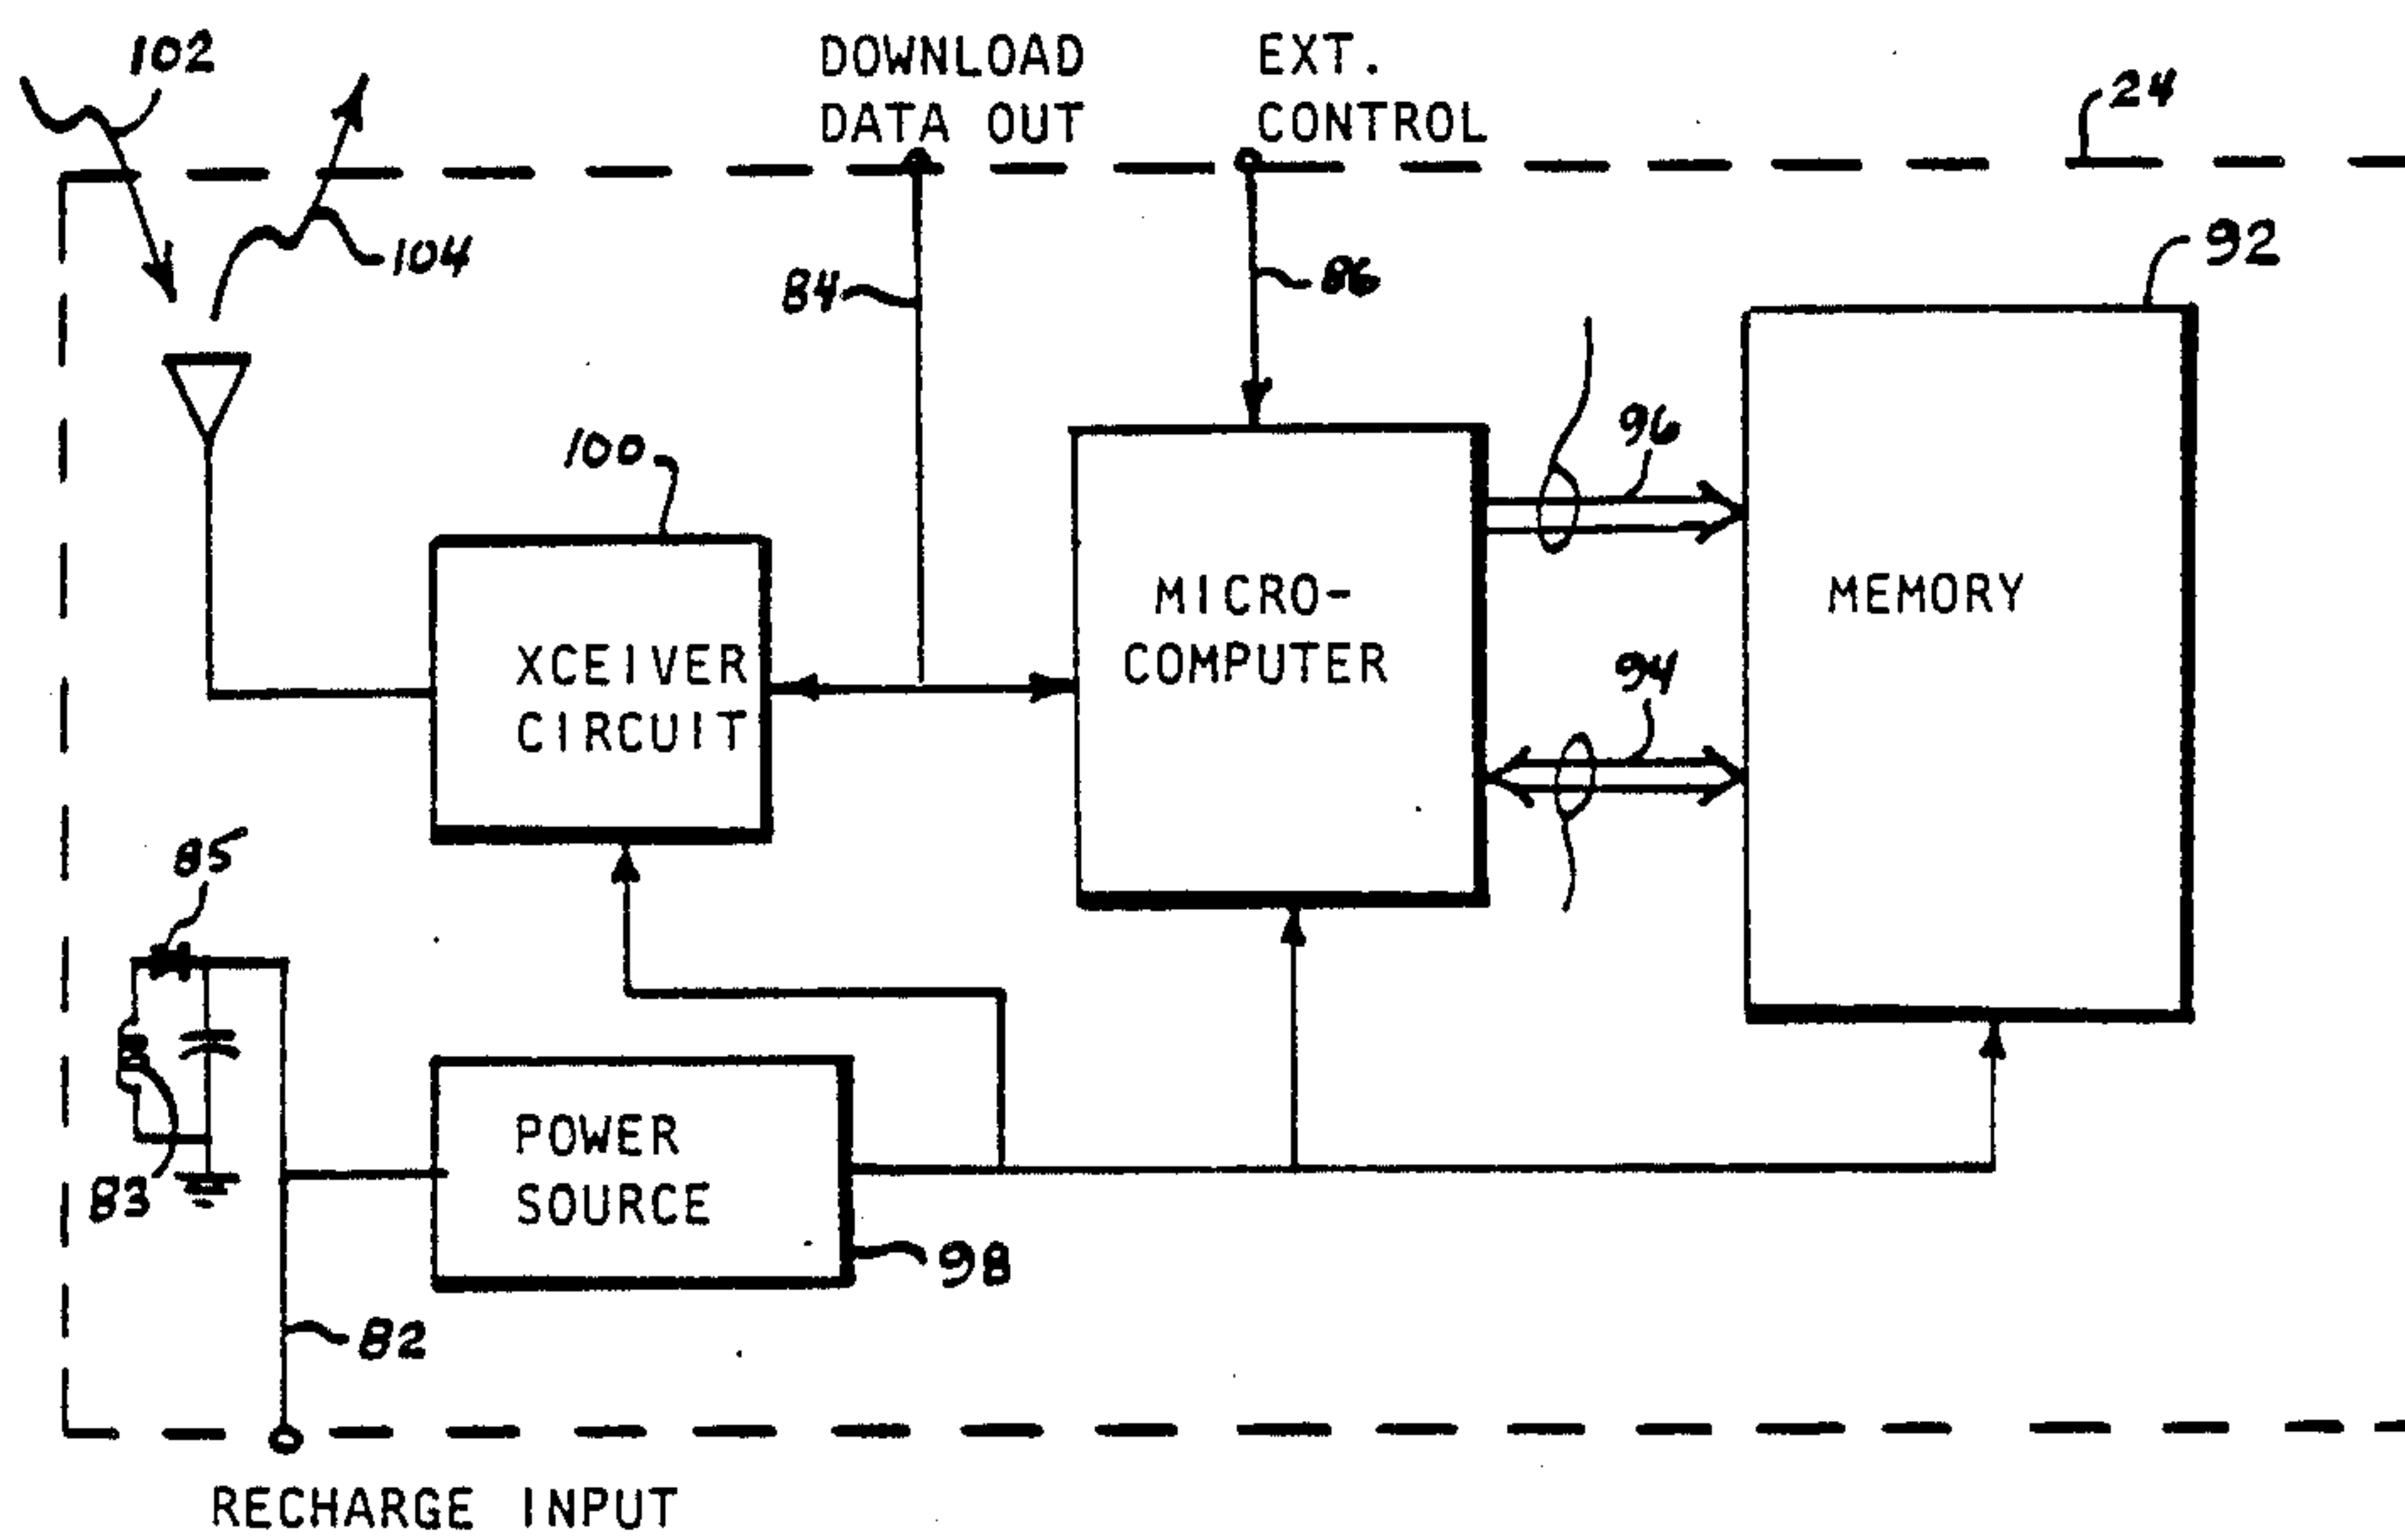 102
DOWNLOAD
DATA OUT
EXT.
CONTROL
24
104
84
86
92
100
96
XCEIVER
CIRCUIT
MICRO-
COMPUTER
MEMORY
94
85
83
POWER
SOURCE
98
82
RECHARGE INPUT